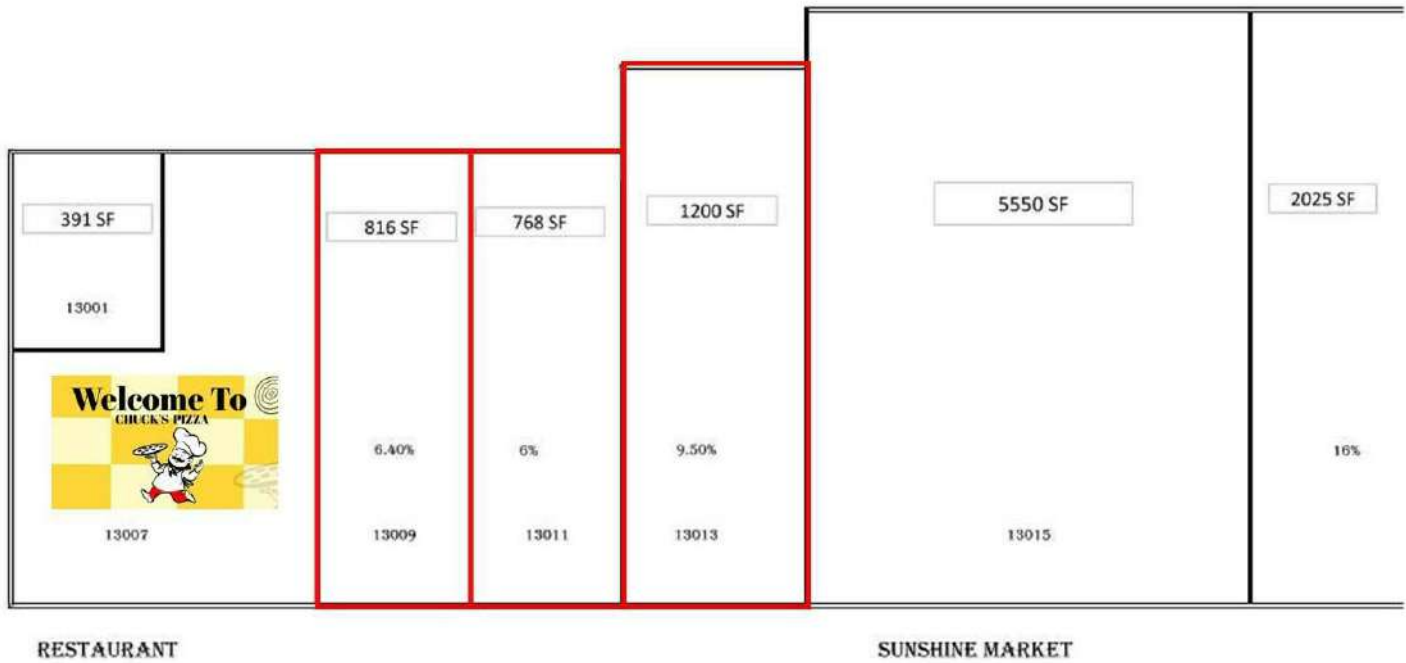 391 SF
13001
Welcome To
CHUCK'S PIZZA
13007
816 SF
6.40%
13009
768 SF
6%
13011
1200 SF
9.50%
13013
5550 SF
13015
2025 SF
16%
RESTAURANT
SUNSHINE MARKET